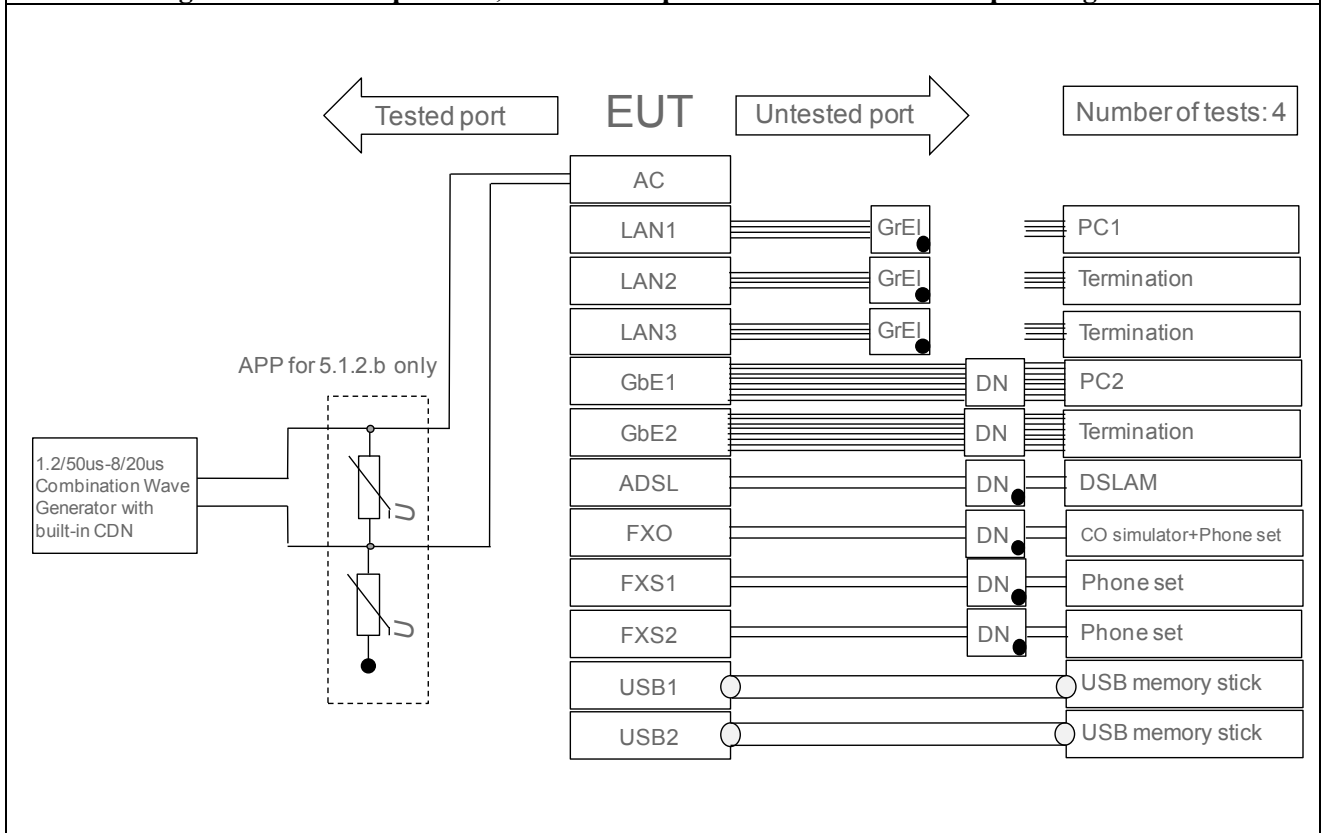 Tested port
EUT
Untested port
Number of tests: 4
AC
LAN1
GrEl
PC1
LAN2
GrEl
Termination
LAN3
GrEl
Termination
APP for 5.1.2.b only
GbE1
DN
PC2
GbE2
DN
Termination
1.2/50us-8/20us
Combination Wave
Generator with
built-in CDN
U
ADSL
DN
DSLAM
FXO
DN
CO simulator+Phone set
FXS1
DN
Phone set
U
FXS2
DN
Phone set
USB1
USB memory stick
USB2
USB memory stick